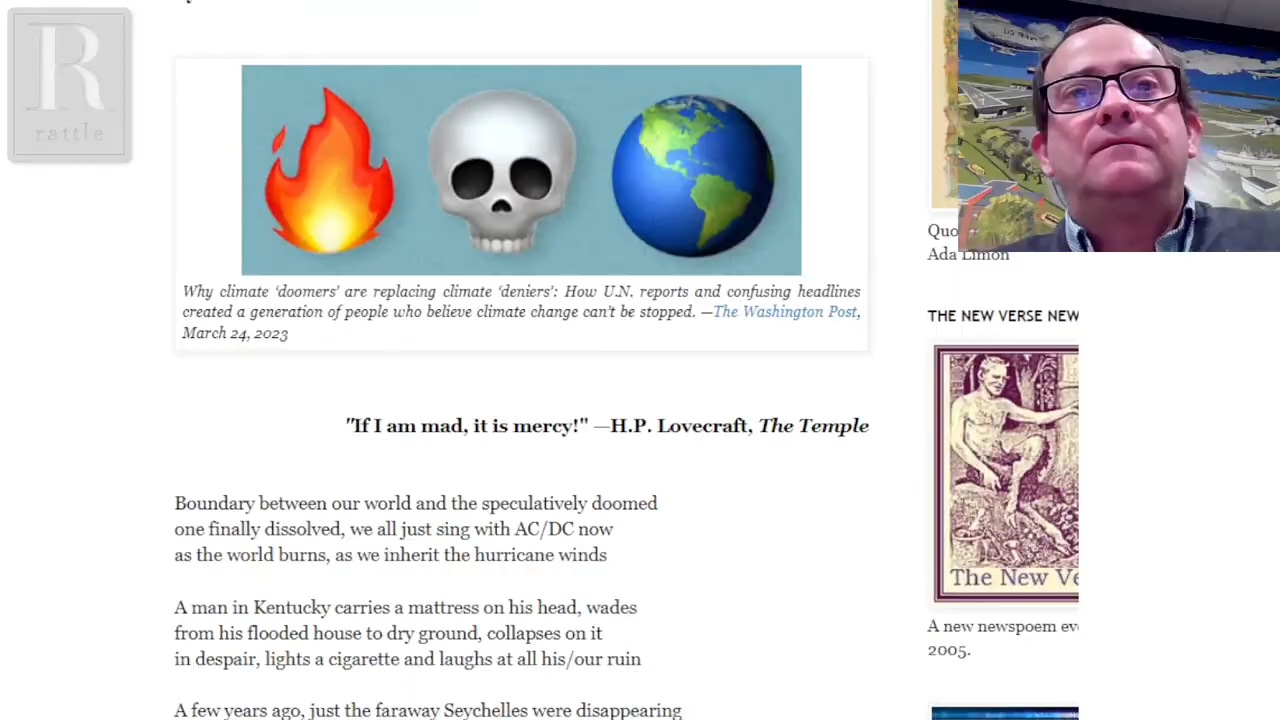 R
rattle
Why climate ‘doomers’ are replacing climate ‘deniers’: How U.N. reports and confusing headlines
created a generation of people who believe climate change can’t be stopped. —The Washington Post,
March 24, 2023
"If I am mad, it is mercy!" —H.P. Lovecraft, The Temple
Boundary between our world and the speculatively doomed
one finally dissolved, we all just sing with AC/DC now
as the world burns, as we inherit the hurricane winds
A man in Kentucky carries a mattress on his head, wades
from his flooded house to dry ground, collapses on it
in despair, lights a cigarette and laughs at all his/our ruin
A few years ago, just the faraway Seychelles were disappearing
Quo
Ada Limón
THE NEW VERSE NEW
The New Ve
A new newspoem eve
2005.